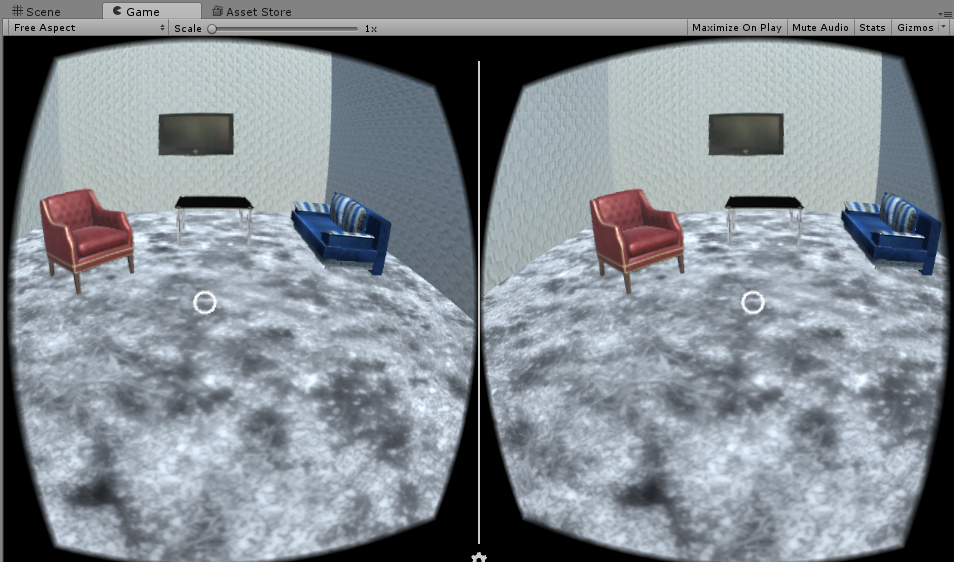 Scene Game Asset Store
Free Aspect Scale 1x Maximize On Play Mute Audio Stats Gizmos